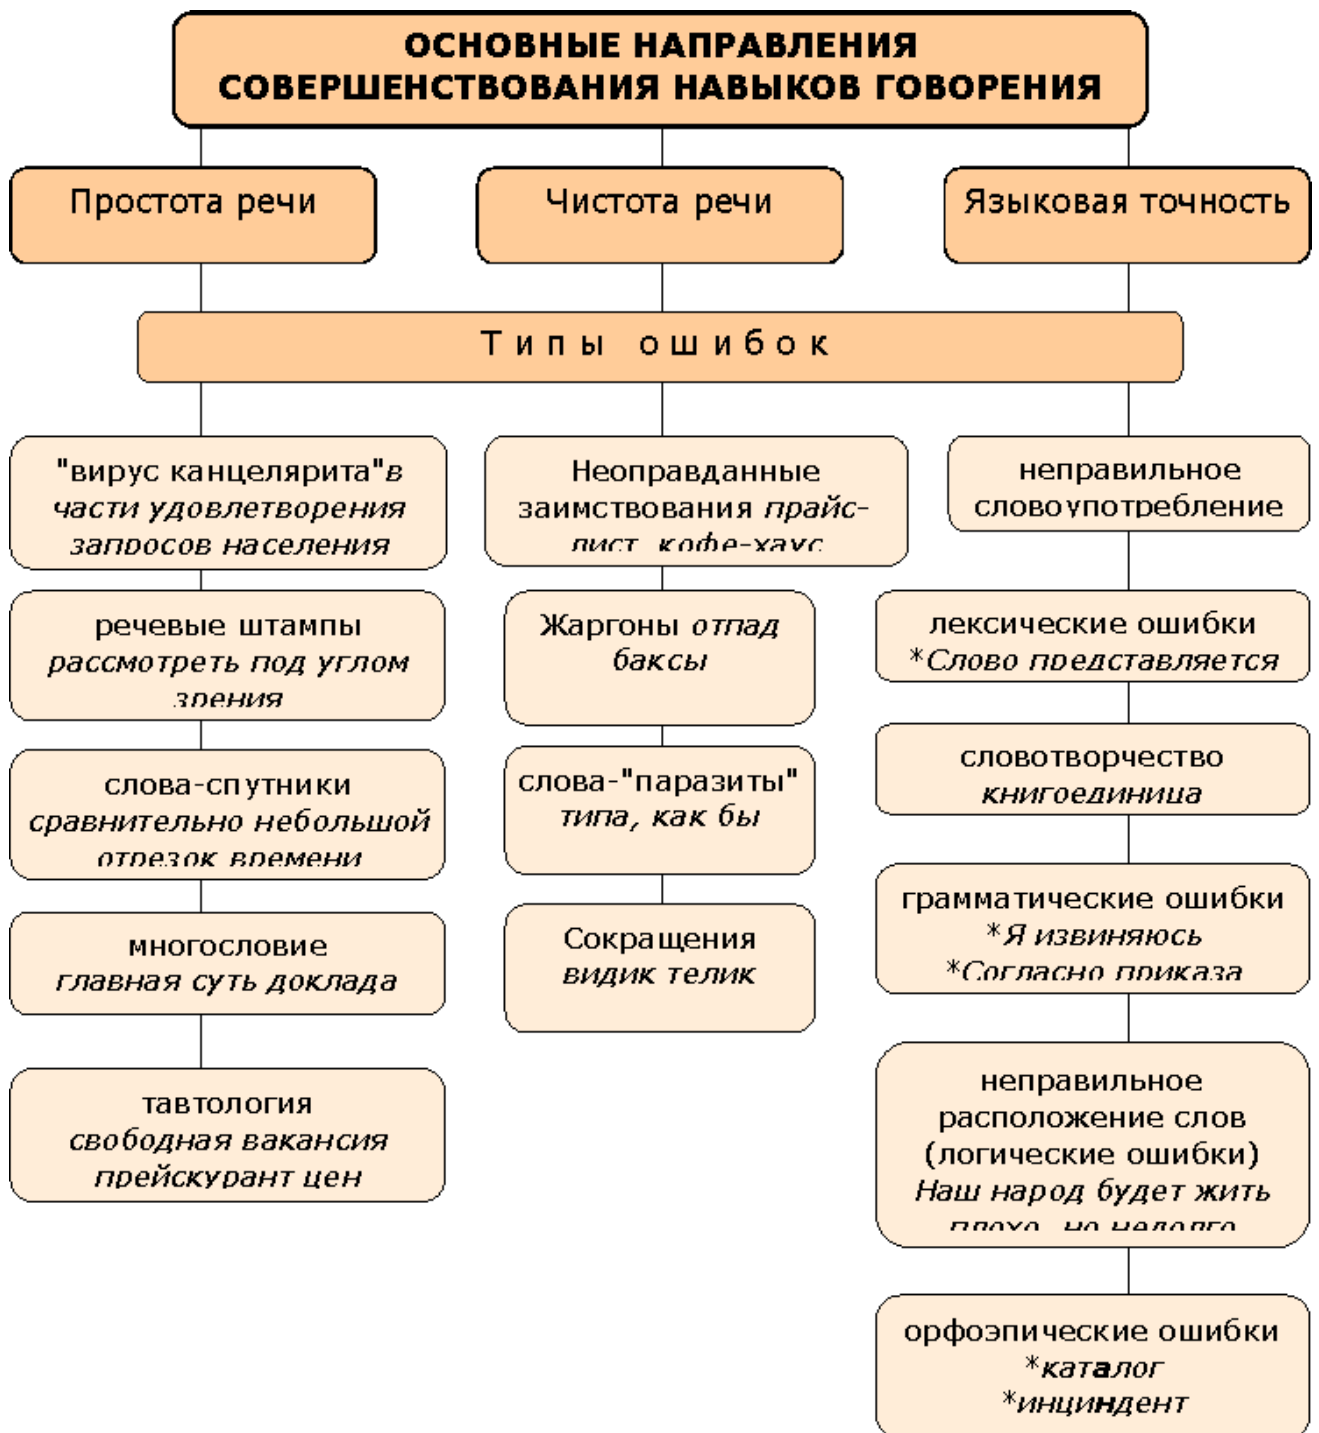 ОСНОВНЫЕ НАПРАВЛЕНИЯ
СОВЕРШЕНСТВОВАНИЯ НАВЫКОВ ГОВОРЕНИЯ
Простота речи
Чистота речи
Языковая точность
Типы ошибок
"вирус канцелярита"в
части удовлетворения
запросов населения
речевые штампы
рассмотреть под углом
зрения
слова-спутники
сравнительно небольшой
отрезок времени
многословие
главная суть доклада
тавтология
свободная вакансия
прейскурант цен
Неоправданные
заимствования прайс-
лист, кофе-хаус
Жаргоны отпад
баксы
слова-"паразиты"
типа, как бы
Сокращения
видик телик
неправильное
словоупотребление
лексические ошибки
*Слово представляется
словотворчество
книгоединица
грамматические ошибки
*Я извиняюсь
*Согласно приказа
неправильное
расположение слов
(логические ошибки)
Наш народ будет жить
плохо, но недолго
орфоэпические ошибки
*каталог
*инциндент